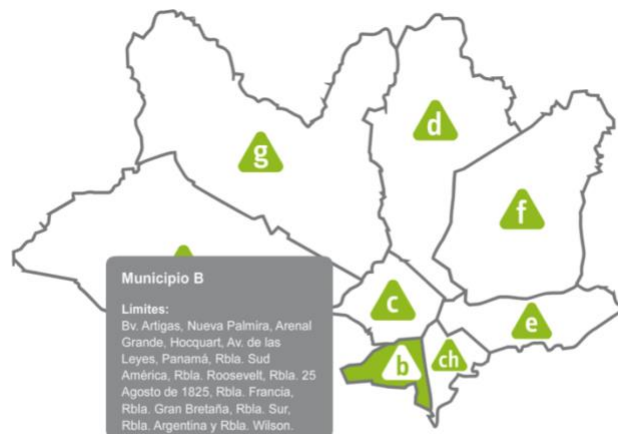 d
g
f
Municipio B
Límites:
Bv. Artigas, Nueva Palmira, Arenal
Grande, Hocquart, Av. de las
Leyes, Panamá, Rbla. Sud
América, Rbla. Roosevelt, Rbla. 25
Agosto de 1825, Rbla. Francia,
Rbla. Gran Bretaña, Rbla. Sur,
Rbla. Argentina y Rbla. Wilson.
c
e
b
ch